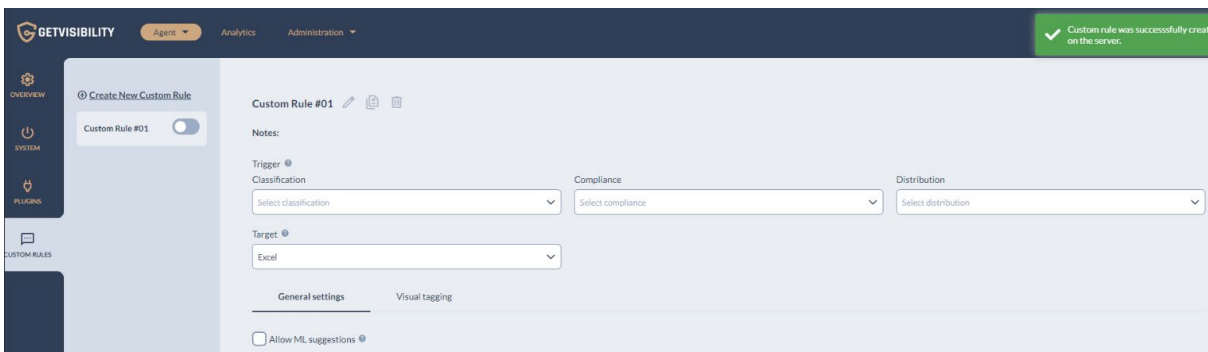 GETVISIBILITY
Agent
Analytics
Administration
Custom rule was successsfully creat
on the server.
OVERVIEW
SYSTEM
PLUGINS
CUSTOM RULES
Create New Custom Rule
Custom Rule #01
Custom Rule #01
Notes:
Trigger
Classification
Compliance
Distribution
Select classification
Select compliance
Select distribution
Target
Excel
General settings
Visual tagging
Allow ML suggestions